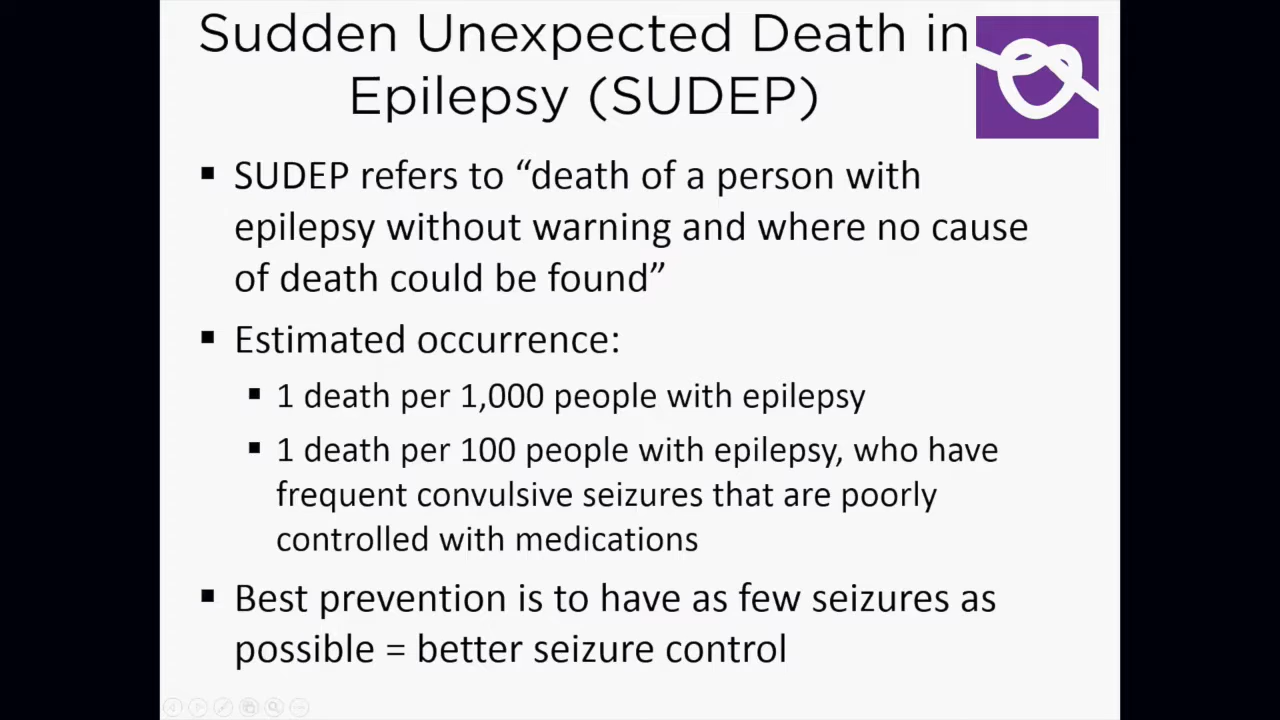 Sudden Unexpected Death in
Epilepsy (SUDEP)
▪ SUDEP refers to “death of a person with
epilepsy without warning and where no cause
of death could be found”
▪ Estimated occurrence:
▪ 1 death per 1,000 people with epilepsy
▪ 1 death per 100 people with epilepsy, who have
frequent convulsive seizures that are poorly
controlled with medications
▪ Best prevention is to have as few seizures as
possible = better seizure control